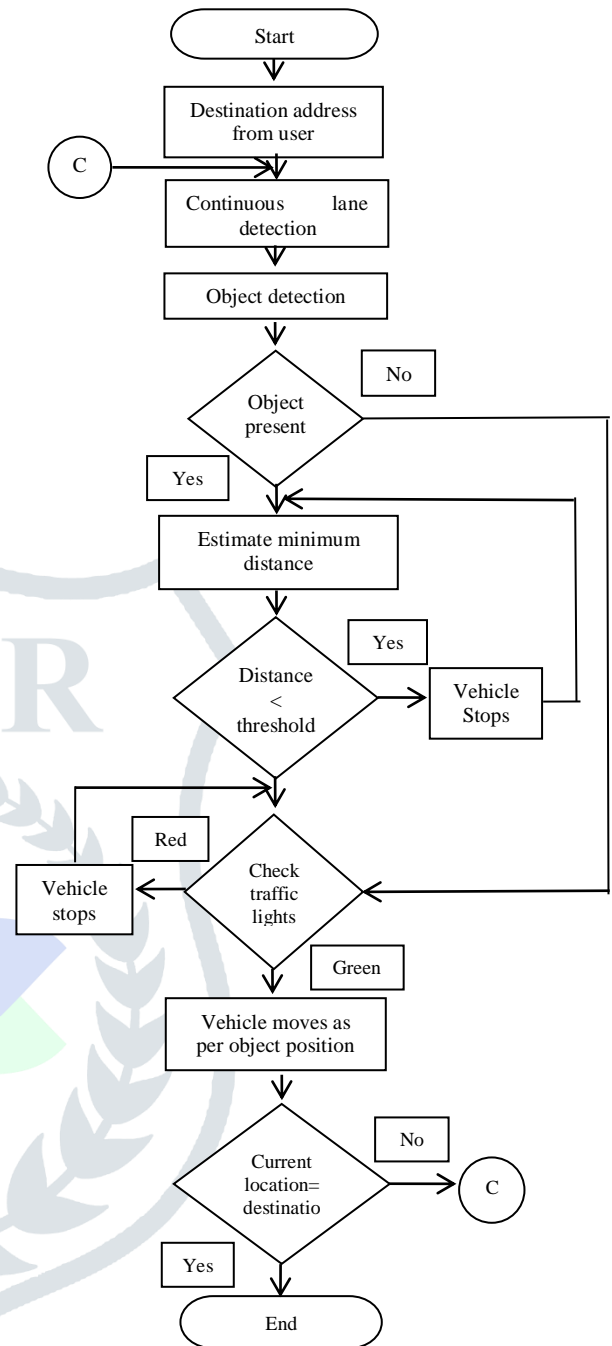 Start
Destination address
from user
C
Continuous lane
detection
Object detection
No
Object
present
Yes
Estimate minimum
distance
Yes
Distance
<
threshold
Vehicle
Stops
R
Red
Check
traffic
lights
Vehicle
stops
Green
Vehicle moves as
per object position
No
Current
location=
destinatio
C
Yes
End